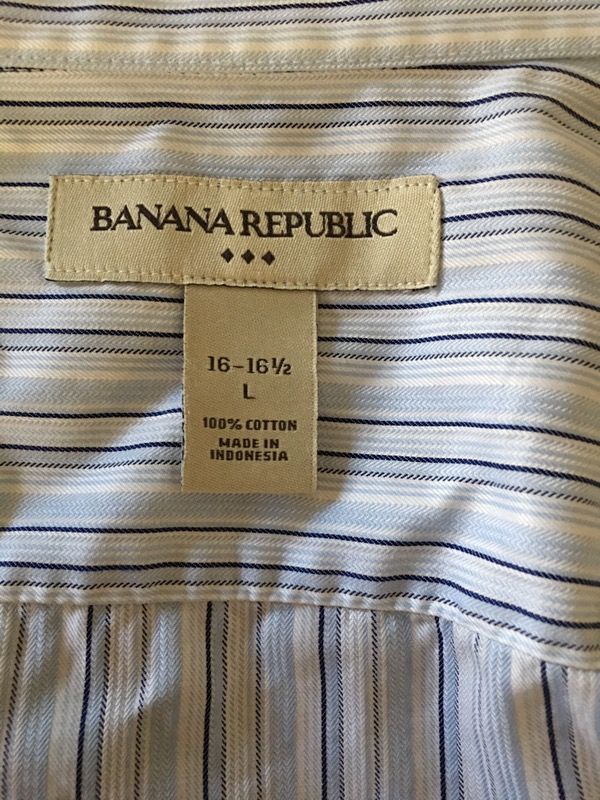 BANANA REPUBLIC
16-16½
L
100% COTTON
MADE IN
INDONESIA